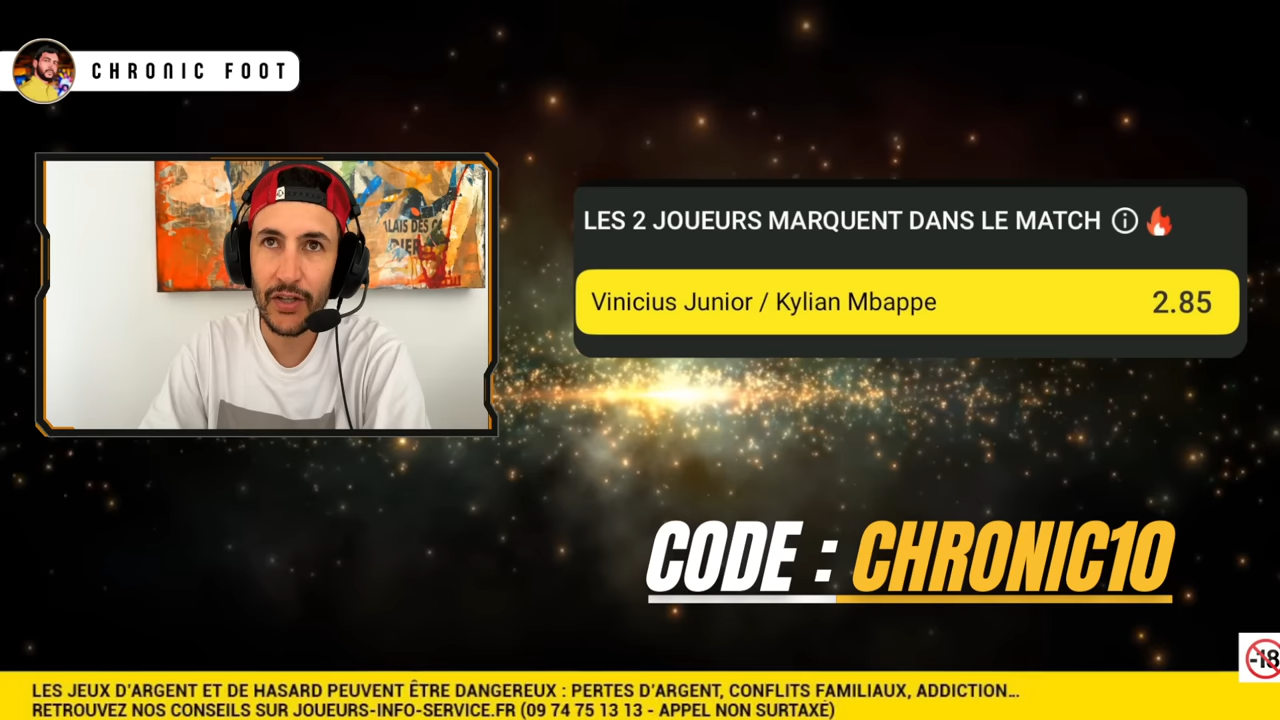 CHRONIC FOOT
LES 2 JOUEURS MARQUENT DANS LE MATCH
Vinicius Junior / Kylian Mbappe 2.85
CODE : CHRONIC10
-18
LES JEUX D'ARGENT ET DE HASARD PEUVENT ÊTRE DANGEREUX : PERTES D'ARGENT, CONFLITS FAMILIAUX, ADDICTION...
RETROUVEZ NOS CONSEILS SUR JOUEURS-INFO-SERVICE.FR (09 74 75 13 13 - APPEL NON SURTAXÉ)